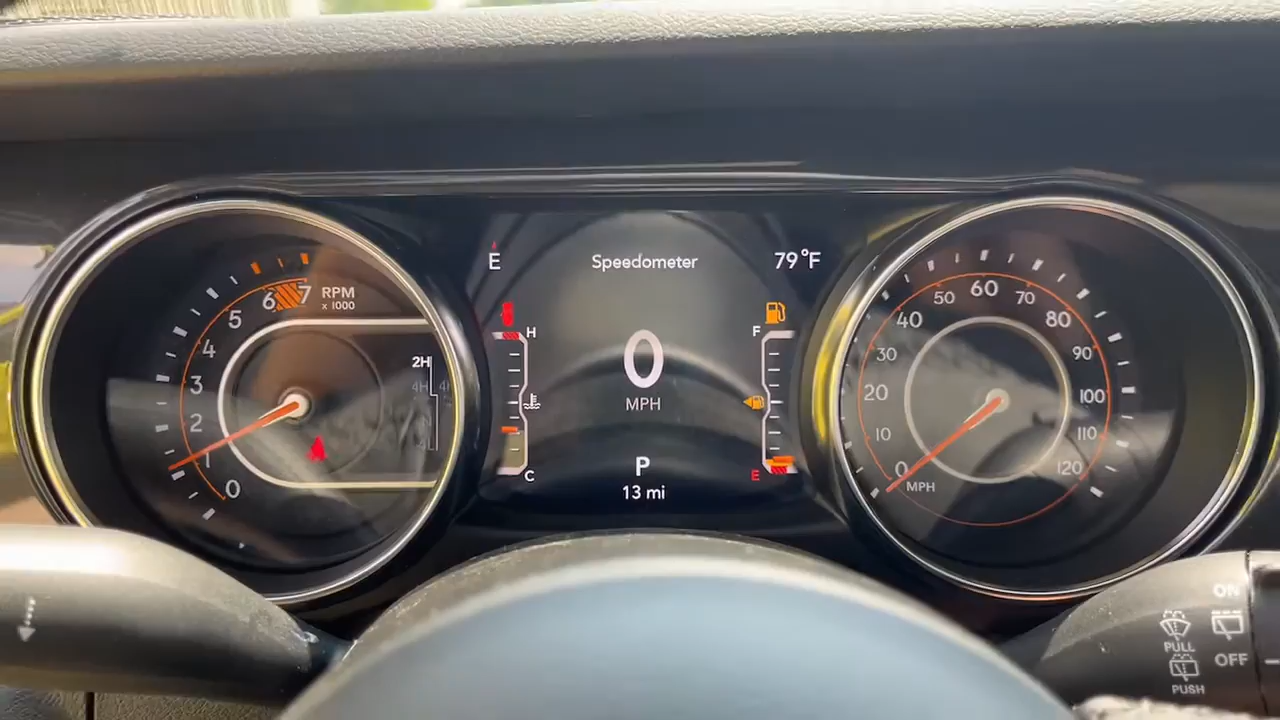 E
Speedometer
79°F
6 7 RPM
x 1000
5
4
3
2
1
0
2H
4H
H
C
0
MPH
P
13 mi
F
E
60
50 70
40 80
30 90
20 100
10 110
0 120
MPH
ON
PULL
OFF
PUSH